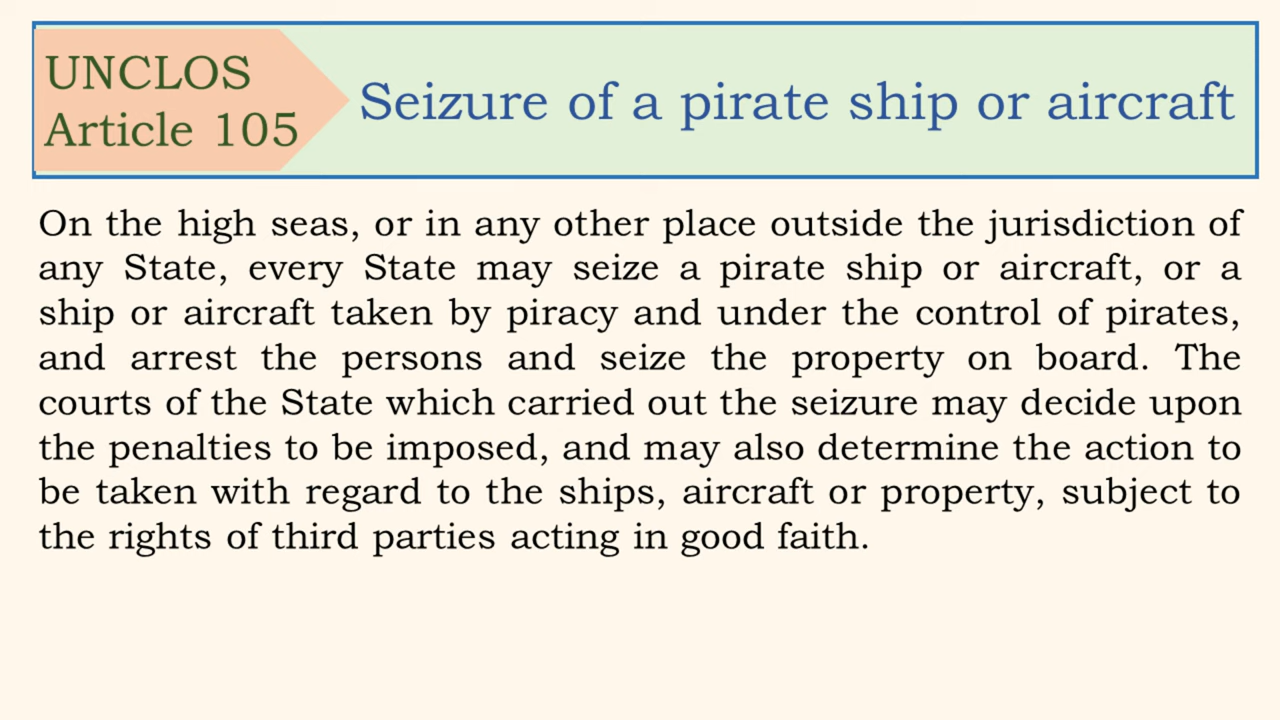 UNCLOS
Article 105
Seizure of a pirate ship or aircraft
On the high seas, or in any other place outside the jurisdiction of
any State, every State may seize a pirate ship or aircraft, or a
ship or aircraft taken by piracy and under the control of pirates,
and arrest the persons and seize the property on board. The
courts of the State which carried out the seizure may decide upon
the penalties to be imposed, and may also determine the action to
be taken with regard to the ships, aircraft or property, subject to
the rights of third parties acting in good faith.